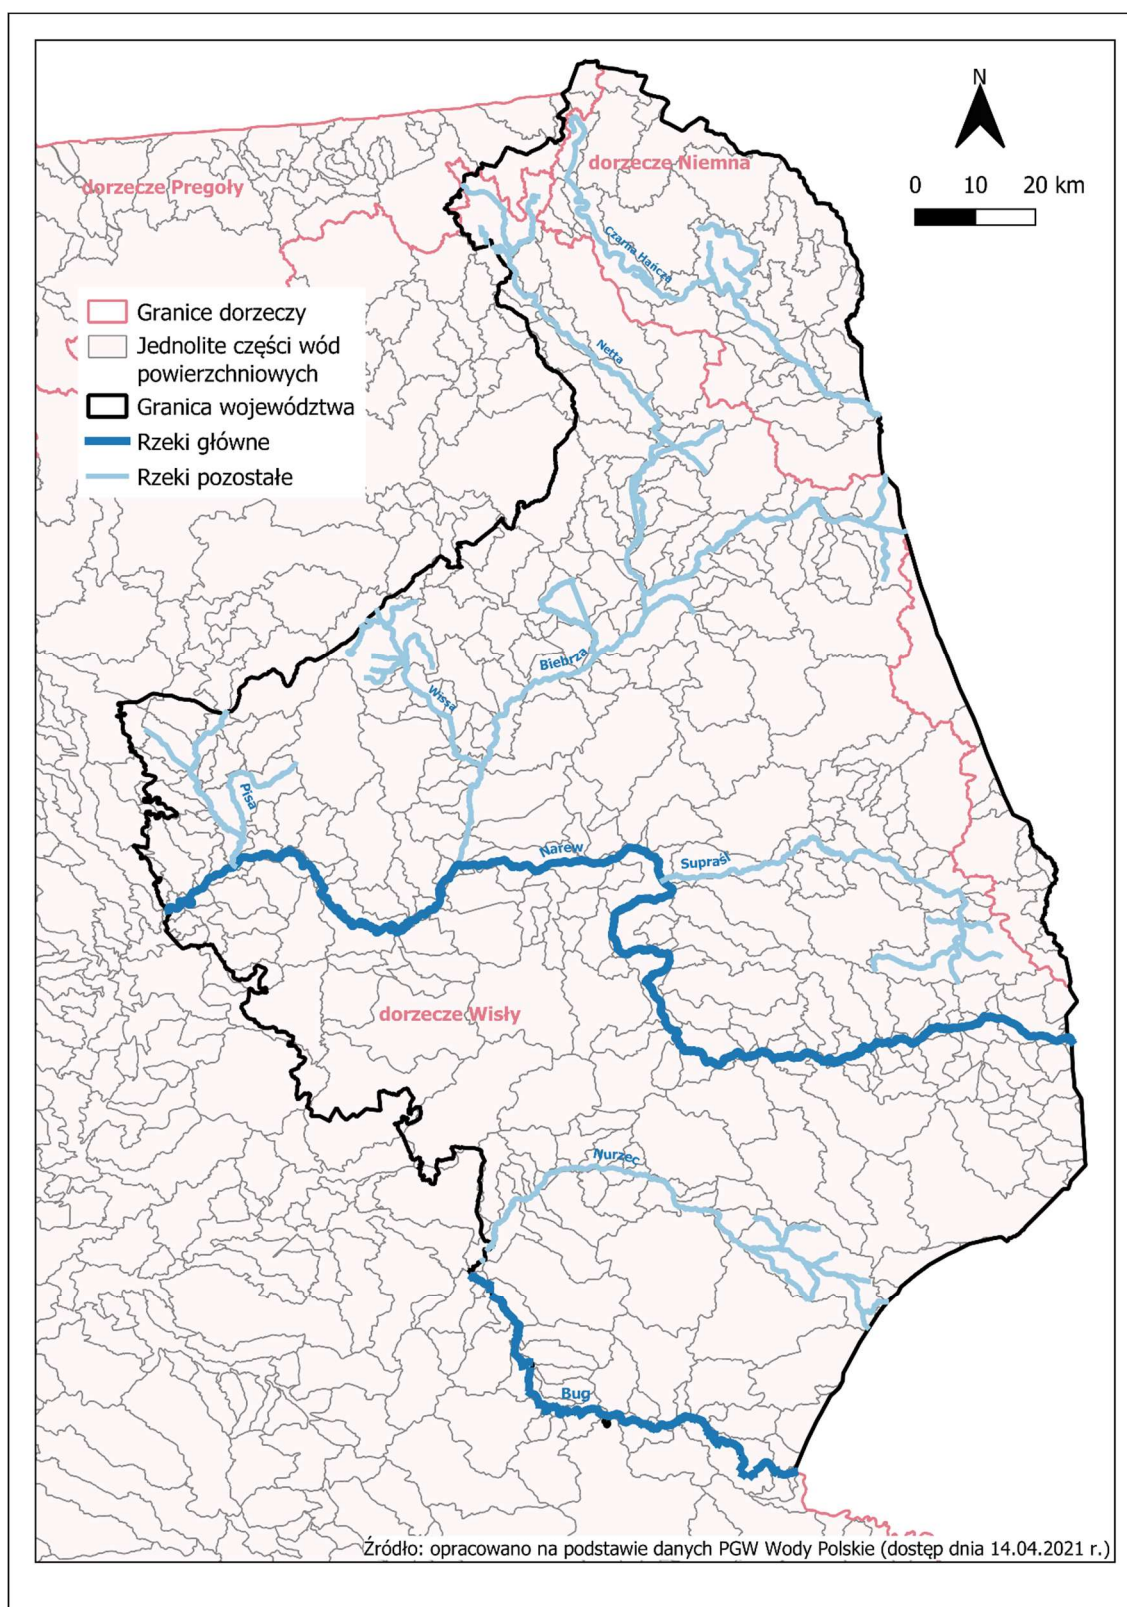 N
0 10 20 km
dorzecze Niemna
dorzecze Pregoły
Czarna Hańcza
Granice dorzeczy
Jednolite części wód
powierzchniowych
Granica województwa
Rzeki główne
Rzeki pozostałe
Netta
Biebrza
Wissa
Pisa
Narew
Supraśl
dorzecze Wisły
Nurzec
Bug
Źródło: opracowano na podstawie danych PGW Wody Polskie (dostęp dnia 14.04.2021 r.)